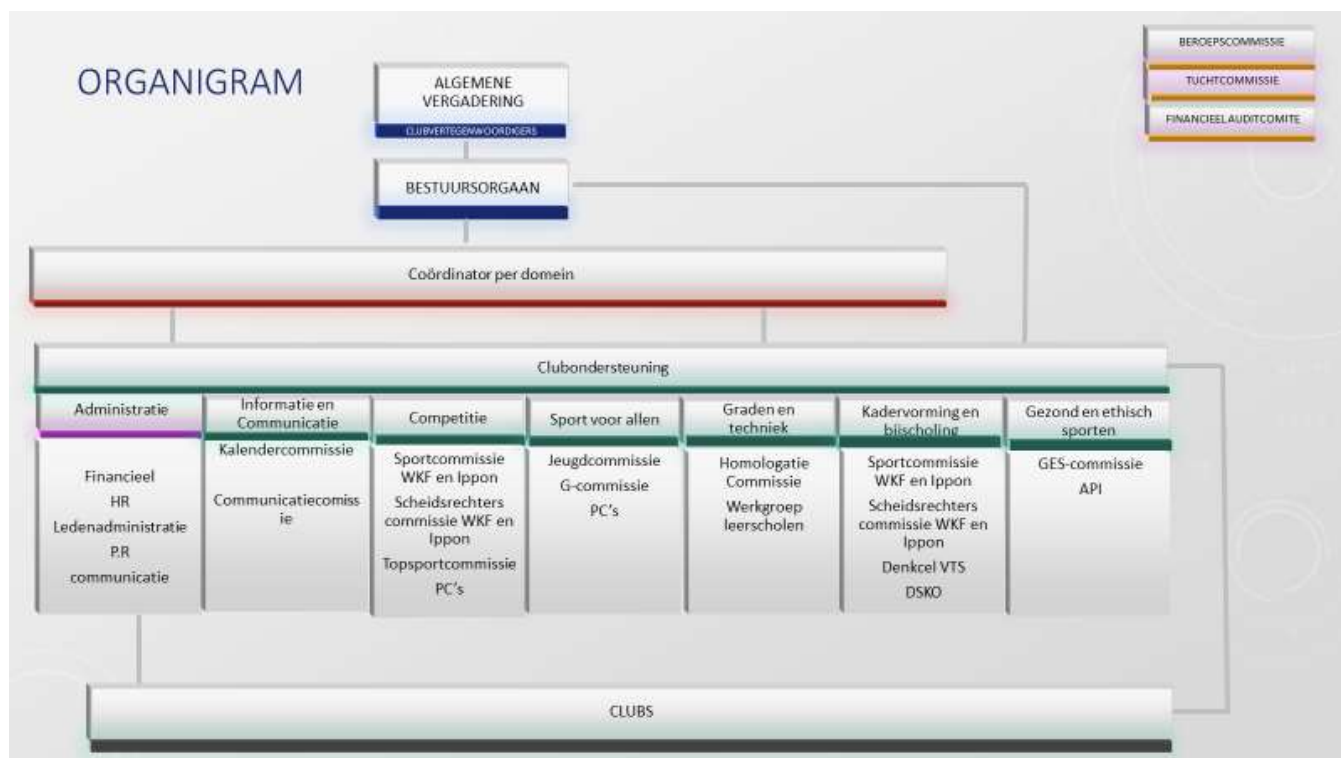 ORGANIGRAM
ALGEMENE
VERGADERING
CLUBVERTEGENWOORDIGERS
BESTUURSORGAAN
BEROEPSCOMMISSIE
TUCHTCOMMISSIE
FINANCIEELAUDITCOMITE
Coördinator per domein
Clubondersteuning
Administratie
Financieel
HR
Ledenadministratie
P.R
communicatie
Informatie en
Communicatie
Kalendercommissie
Communicatiecomiss
ie
Competitie
Sportcommissie
WKF en Ippon
Scheidsrechters
commissie WKF en
Ippon
Topsportcommissie
PC's
Sport voor allen
Jeugdcommissie
G-commissie
PC's
Graden en
techniek
Homologatie
Commissie
Werkgroep
leerscholen
Kadervorming en
bijscholing
Sportcommissie
WKF en Ippon
Scheidsrechters
commissie WKF en
Ippon
Denkcel VTS
DSKO
Gezond en ethisch
sporten
GES-commissie
API
CLUBS